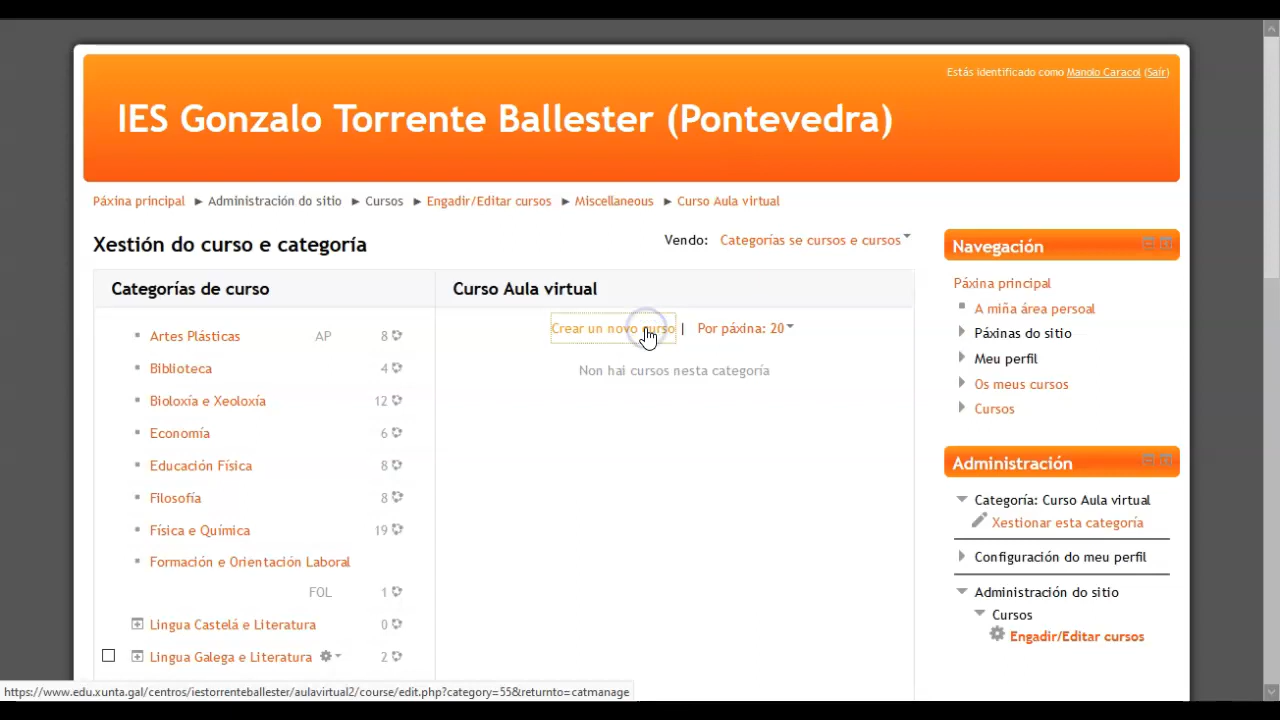 Estás identificado como Manolo Caracol (Saír)
IES Gonzalo Torrente Ballester (Pontevedra)
Páxina principal ► Administración do sitio ► Cursos ► Engadir/Editar cursos ► Miscellaneous ► Curso Aula virtual
Xestión do curso e categoría
Vendo: Categorías se cursos e cursos
Categorías de curso
Artes Plásticas AP 8
Biblioteca 4
Bioloxía e Xeoloxía 12
Economía 6
Educación Física 8
Filosofía 8
Física e Química 19
Formación e Orientación Laboral
FOL 1
Lingua Castelá e Literatura 0
Lingua Galega e Literatura 2
Curso Aula virtual
Crear un novo curso | Por páxina: 20
Non hai cursos nesta categoría
Navegación
Páxina principal
A miña área persoal
Páxinas do sitio
Meu perfil
Os meus cursos
Cursos
Administración
Categoría: Curso Aula virtual
Xestionar esta categoría
Configuración do meu perfil
Administración do sitio
Cursos
Engadir/Editar cursos
https://www.edu.xunta.gal/centros/iestorrenteballester/aulavirtual2/course/edit.php?category=55&returnto=catmanage